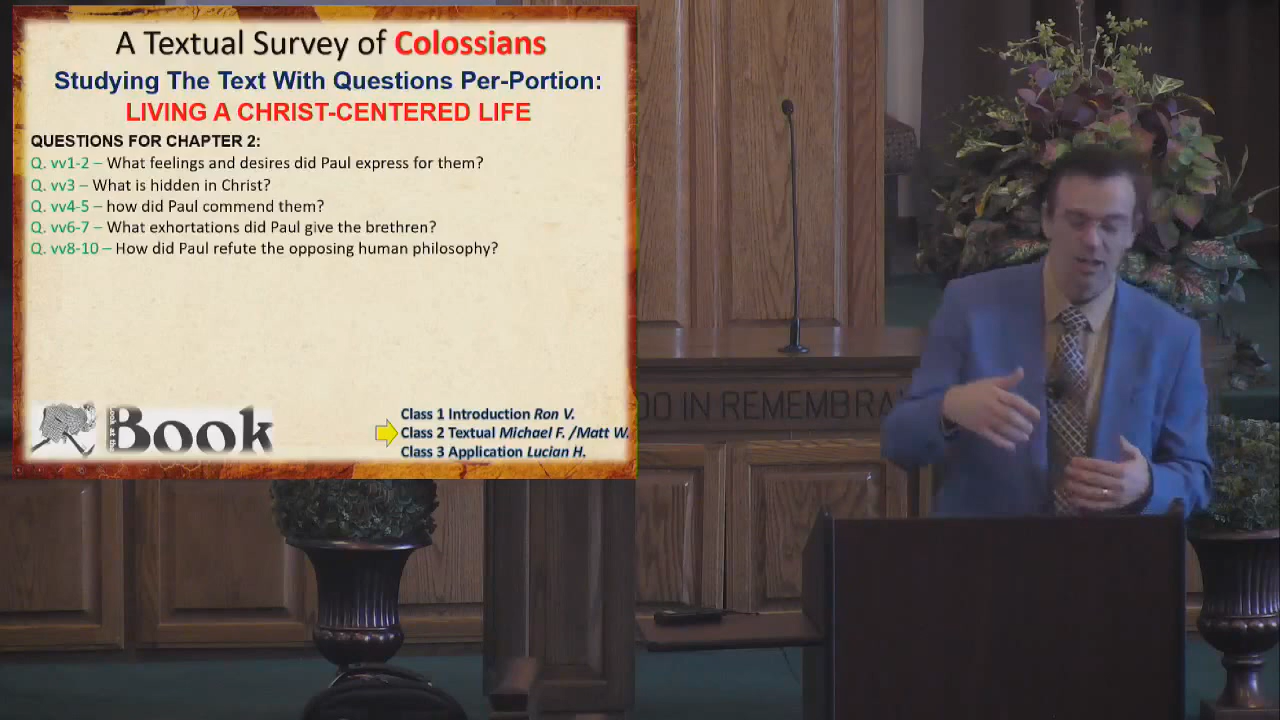 A Textual Survey of Colossians
Studying The Text With Questions Per-Portion:
LIVING A CHRIST-CENTERED LIFE
QUESTIONS FOR CHAPTER 2:
Q. vv1-2 – What feelings and desires did Paul express for them?
Q. vv3 – What is hidden in Christ?
Q. vv4-5 – how did Paul commend them?
Q. vv6-7 – What exhortations did Paul give the brethren?
Q. vv8-10 – How did Paul refute the opposing human philosophy?
Book
Class 1 Introduction Ron V.
Class 2 Textual Michael F. /Matt W.
Class 3 Application Lucian H.
DO IN REMEMBRA